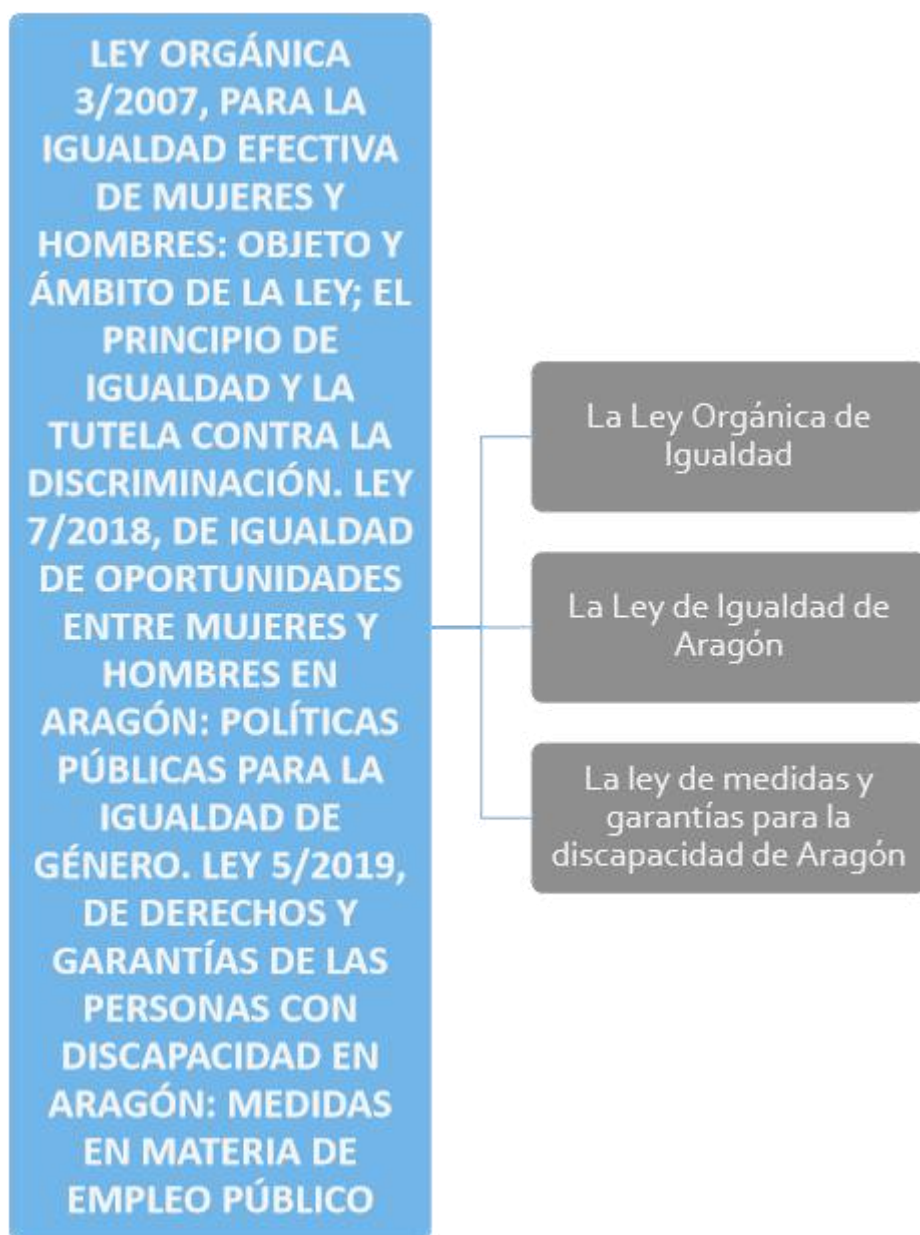 LEY ORGÁNICA
3/2007, PARA LA
IGUALDAD EFECTIVA
DE MUJERES Y
HOMBRES: OBJETO Y
ÁMBITO DE LA LEY; EL
PRINCIPIO DE
IGUALDAD Y LA
TUTELA CONTRA LA
DISCRIMINACIÓN. LEY
7/2018, DE IGUALDAD
DE OPORTUNIDADES
ENTRE MUJERES Y
HOMBRES EN
ARAGÓN: POLÍTICAS
PÚBLICAS PARA LA
IGUALDAD DE
GÉNERO. LEY 5/2019,
DE DERECHOS Y
GARANTÍAS DE LAS
PERSONAS CON
DISCAPACIDAD EN
ARAGÓN: MEDIDAS
EN MATERIA DE
EMPLEO PÚBLICO
La Ley Orgánica de
Igualdad
La Ley de Igualdad de
Aragón
La ley de medidas y
garantías para la
discapacidad de Aragón